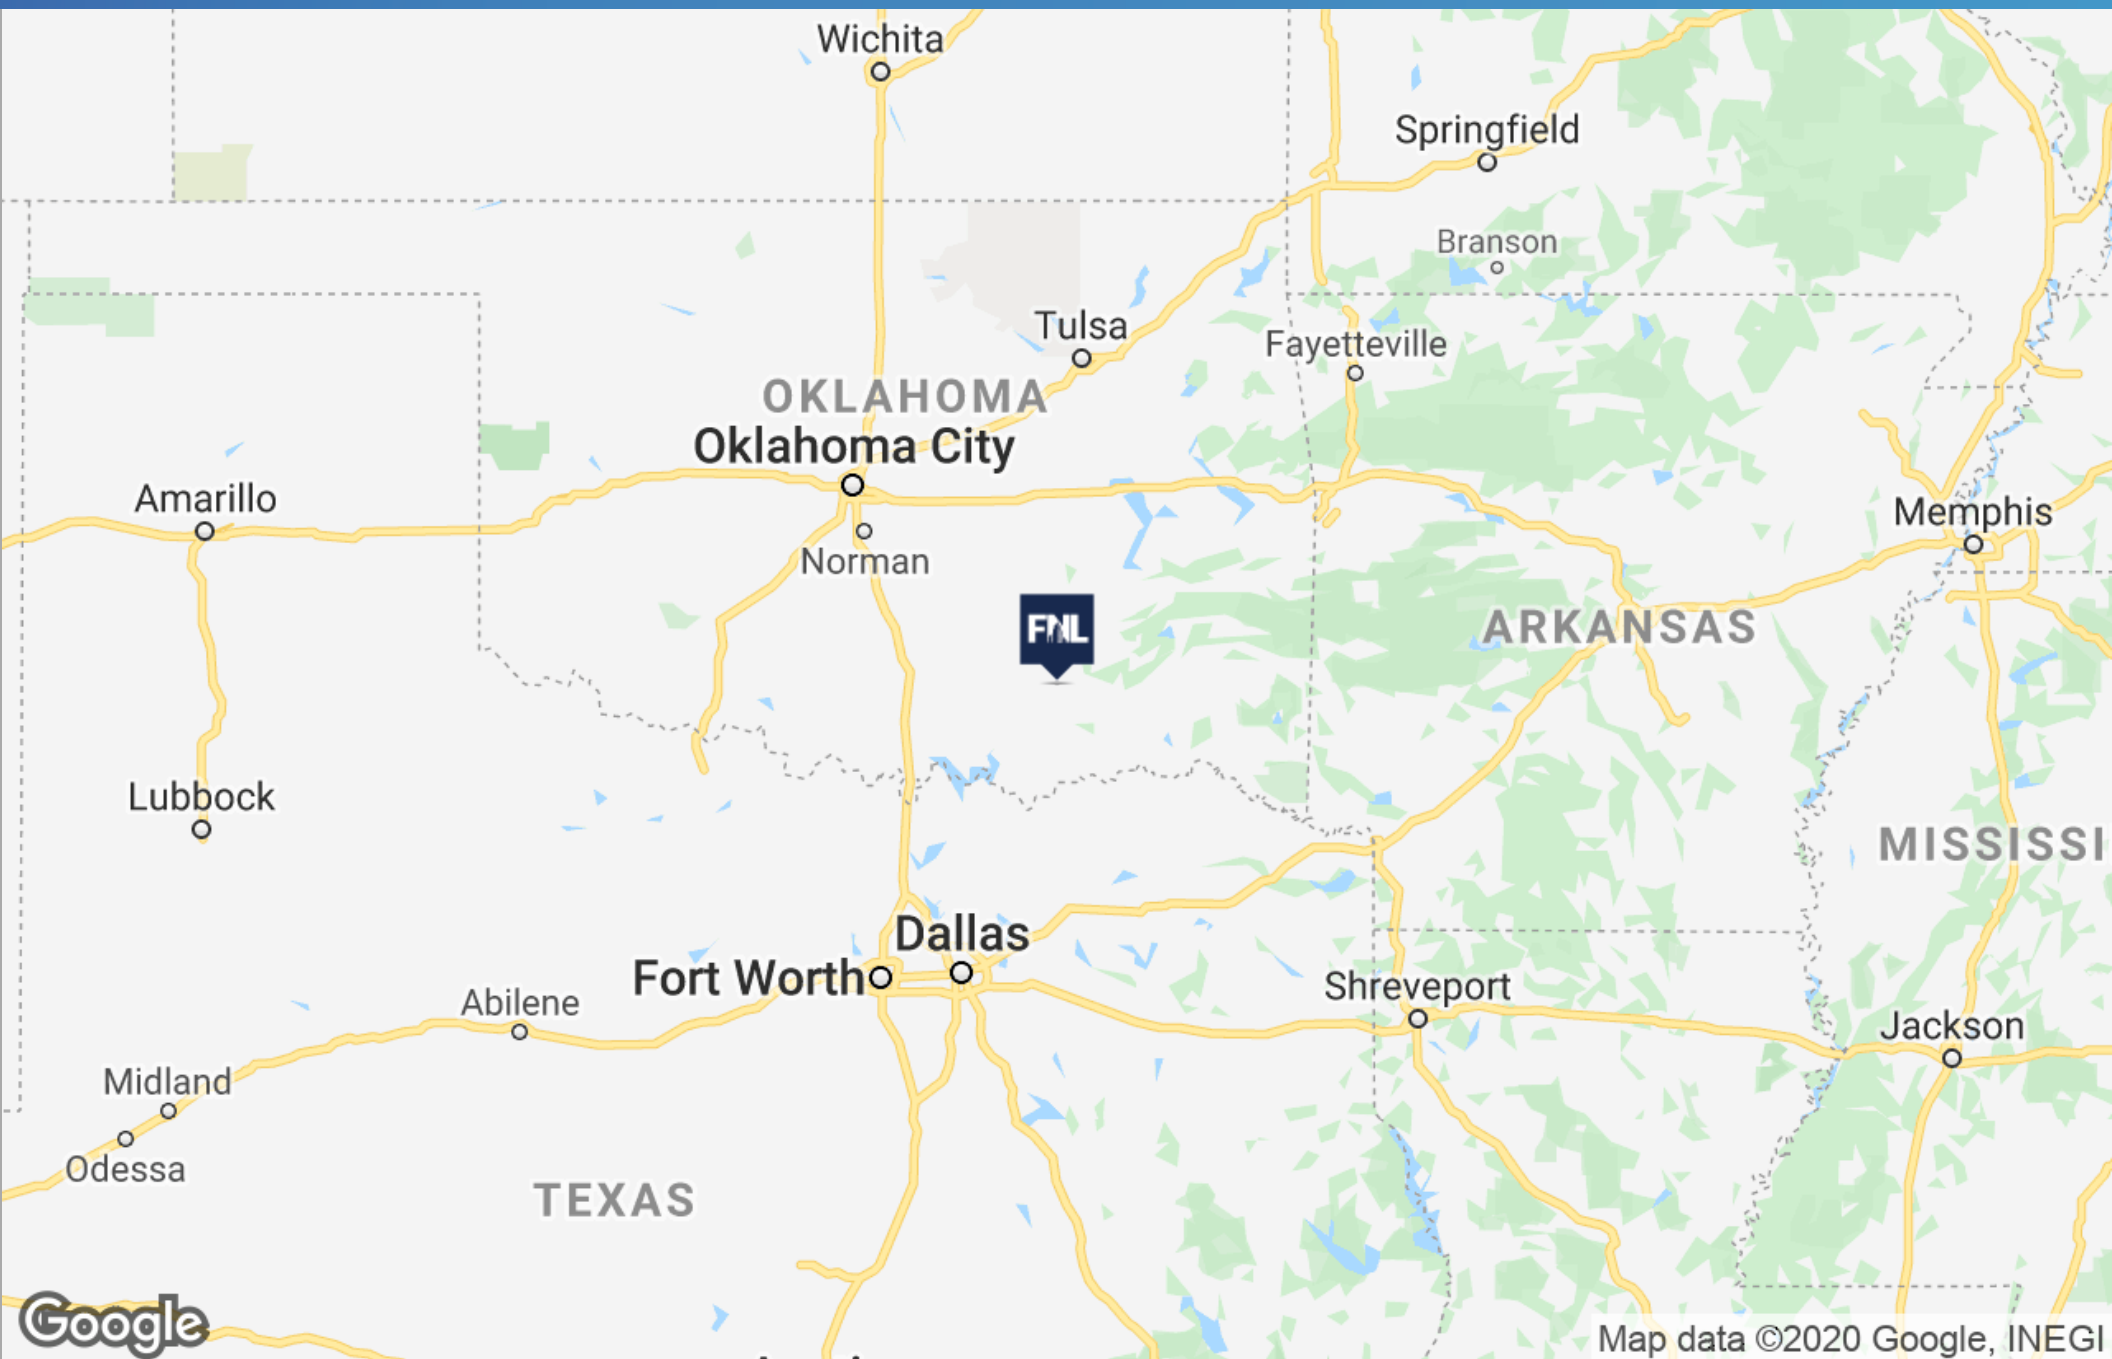 Wichita
Springfield
Branson
Tulsa
Fayetteville
OKLAHOMA
Oklahoma City
Amarillo
Memphis
Norman
FNL
ARKANSAS
Lubbock
MISSISSI
Dallas
Fort Worth
Shreveport
Abilene
Jackson
Midland
Odessa
TEXAS
Google
Map data ©2020 Google, INEGI